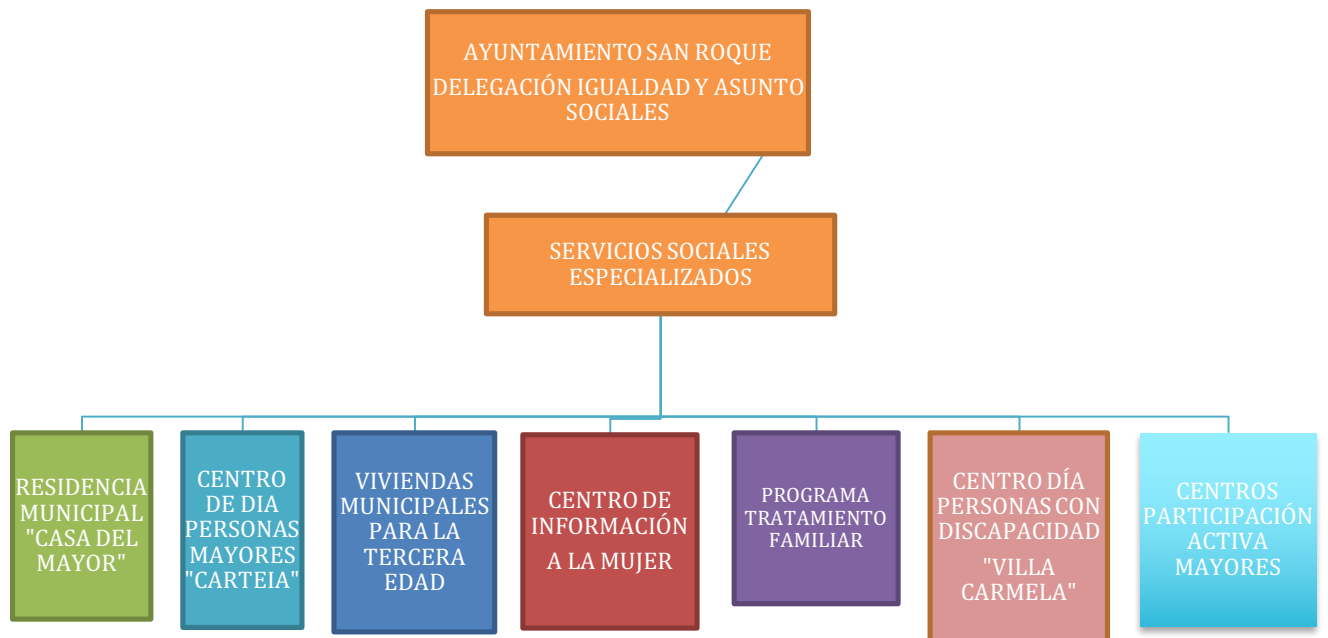 AYUNTAMIENTO SAN ROQUE
DELEGACIÓN IGUALDAD Y ASUNTO
SOCIALES
SERVICIOS SOCIALES
ESPECIALIZADOS
RESIDENCIA
MUNICIPAL
"CASA DEL
MAYOR"
CENTRO
DE DIA
PERSONAS
MAYORES
"CARTEIA"
VIVIENDAS
MUNICIPALES
PARA LA
TERCERA
EDAD
CENTRO DE
INFORMACIÓN
A LA MUJER
PROGRAMA
TRATAMIENTO
FAMILIAR
CENTRO DÍA
PERSONAS CON
DISCAPACIDAD
"VILLA
CARMELA"
CENTROS
PARTICIPACIÓN
ACTIVA
MAYORES